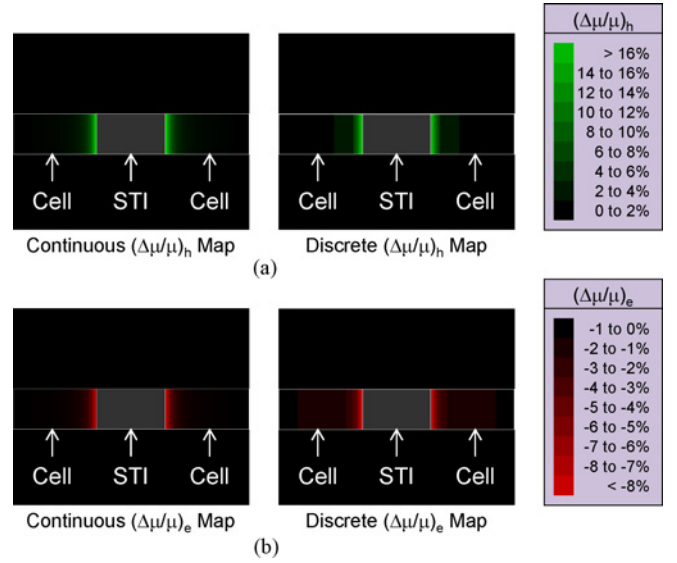 Cell STI Cell
Continuous (Δμ/μ)h Map
Cell STI Cell
Discrete (Δμ/μ)h Map
(a)
(Δμ/μ)h
> 16%
14 to 16%
12 to 14%
10 to 12%
8 to 10%
6 to 8%
4 to 6%
2 to 4%
0 to 2%
Cell STI Cell
Continuous (Δμ/μ)e Map
Cell STI Cell
Discrete (Δμ/μ)e Map
(b)
(Δμ/μ)e
-1 to 0%
-2 to -1%
-3 to -2%
-4 to -3%
-5 to -4%
-6 to -5%
-7 to -6%
-8 to -7%
< -8%